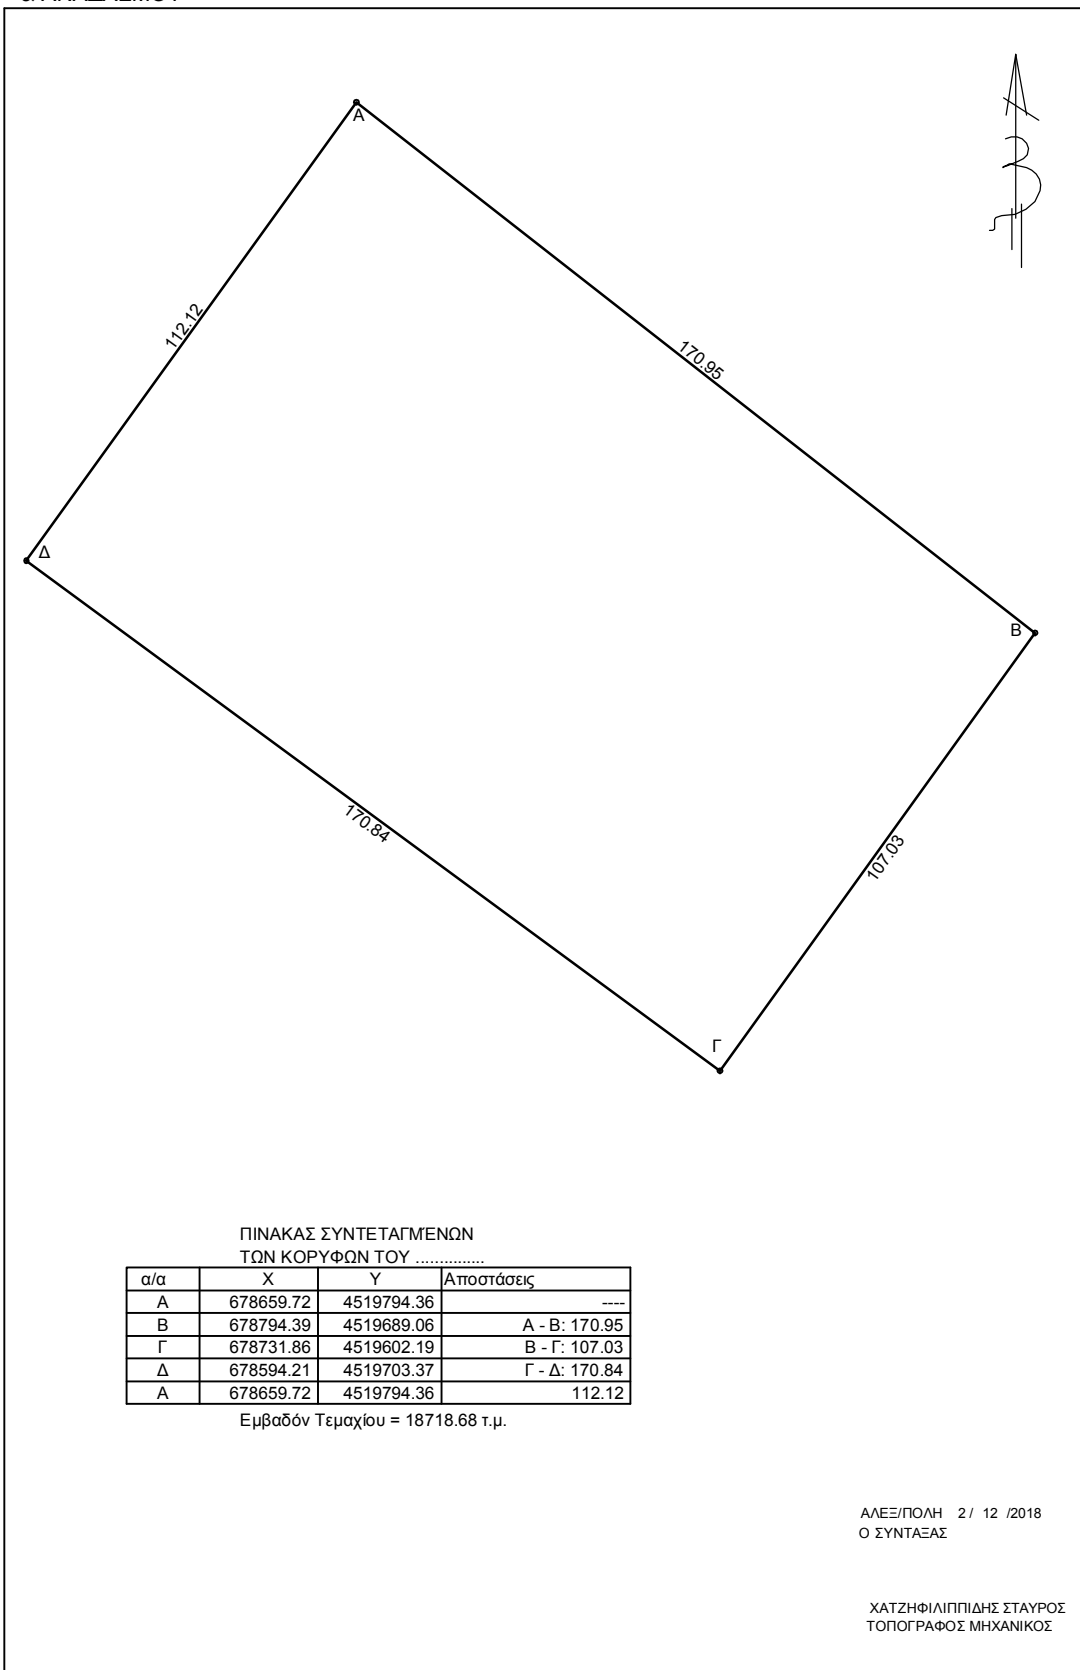 Α
112.12
170.95
Δ
Β
170.84
107.03
Γ
ΠΙΝΑΚΑΣ ΣΥΝΤΕΤΑΓΜΈΝΩΝ
ΤΩΝ ΚΟΡΥΦΩΝ ΤΟΥ ...............
α/α Χ Υ Αποστάσεις
Α 678659.72 4519794.36 ----
Β 678794.39 4519689.06 Α - Β: 170.95
Γ 678731.86 4519602.19 Β - Γ: 107.03
Δ 678594.21 4519703.37 Γ - Δ: 170.84
Α 678659.72 4519794.36 112.12
Εμβαδόν Τεμαχίου = 18718.68 τ.μ.
ΑΛΕΞ/ΠΟΛΗ 2 / 12 /2018
Ο ΣΥΝΤΑΞΑΣ
ΧΑΤΖΗΦΙΛΙΠΠΙΔΗΣ ΣΤΑΥΡΟΣ
ΤΟΠΟΓΡΑΦΟΣ ΜΗΧΑΝΙΚΟΣ